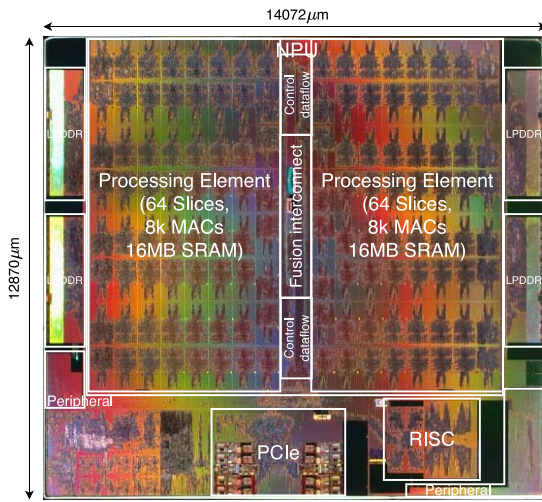 14072μm
12870μm
NPU
Control
dataflow
Fusion interconnect
Control
dataflow
Processing Element
(64 Slices,
8k MACs
16MB SRAM)
Processing Element
(64 Slices,
8k MACs
16MB SRAM)
LPDDR
LPDDR
LPDDR
LPDDR
Peripheral
PCIe
RISC
Peripheral